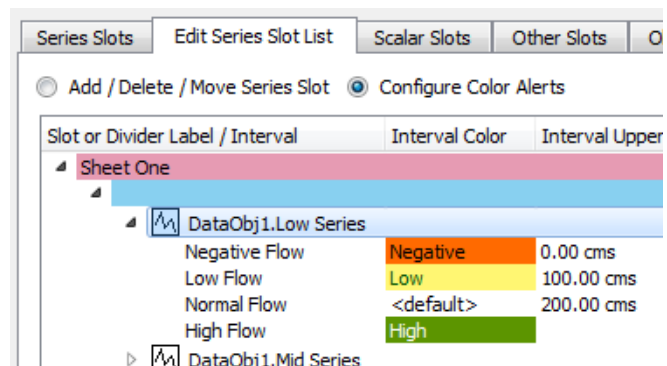 Series Slots Edit Series Slot List Scalar Slots Other Slots
Add / Delete / Move Series Slot Configure Color Alerts
Slot or Divider Label / Interval Interval Color Interval Upper
Sheet One
DataObj1.Low Series
Negative Flow Negative 0.00 cms
Low Flow Low 100.00 cms
Normal Flow <default> 200.00 cms
High Flow High
DataObj1.Mid Series